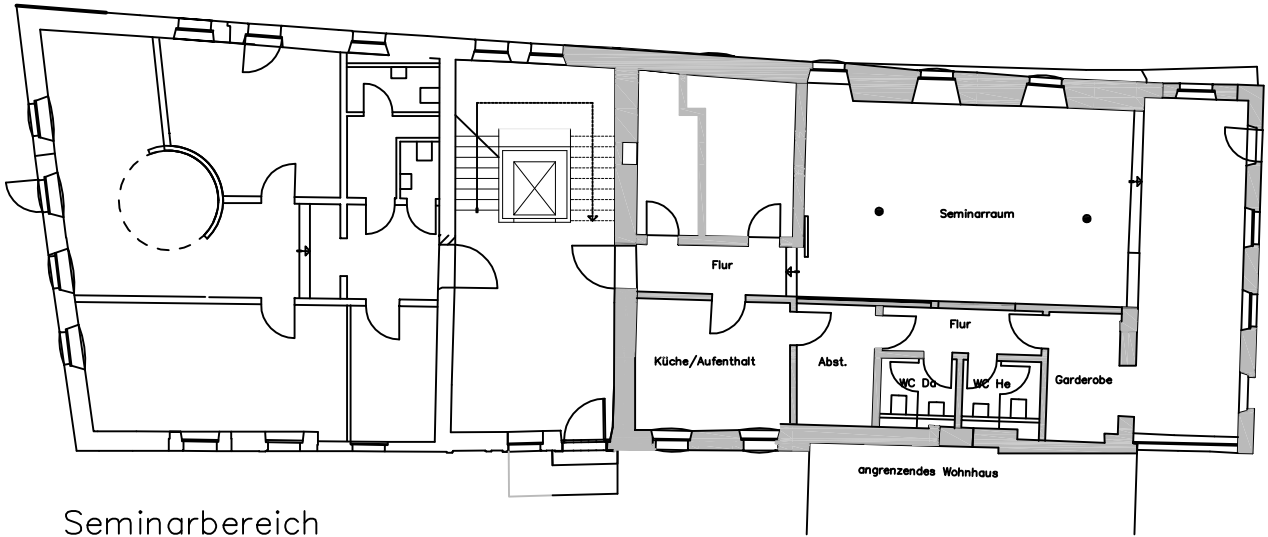 Seminarraum
Flur
Flur
Küche/Aufenthalt
Abst.
WC Da
WC He
Garderobe
angrenzendes Wohnhaus
Seminarbereich